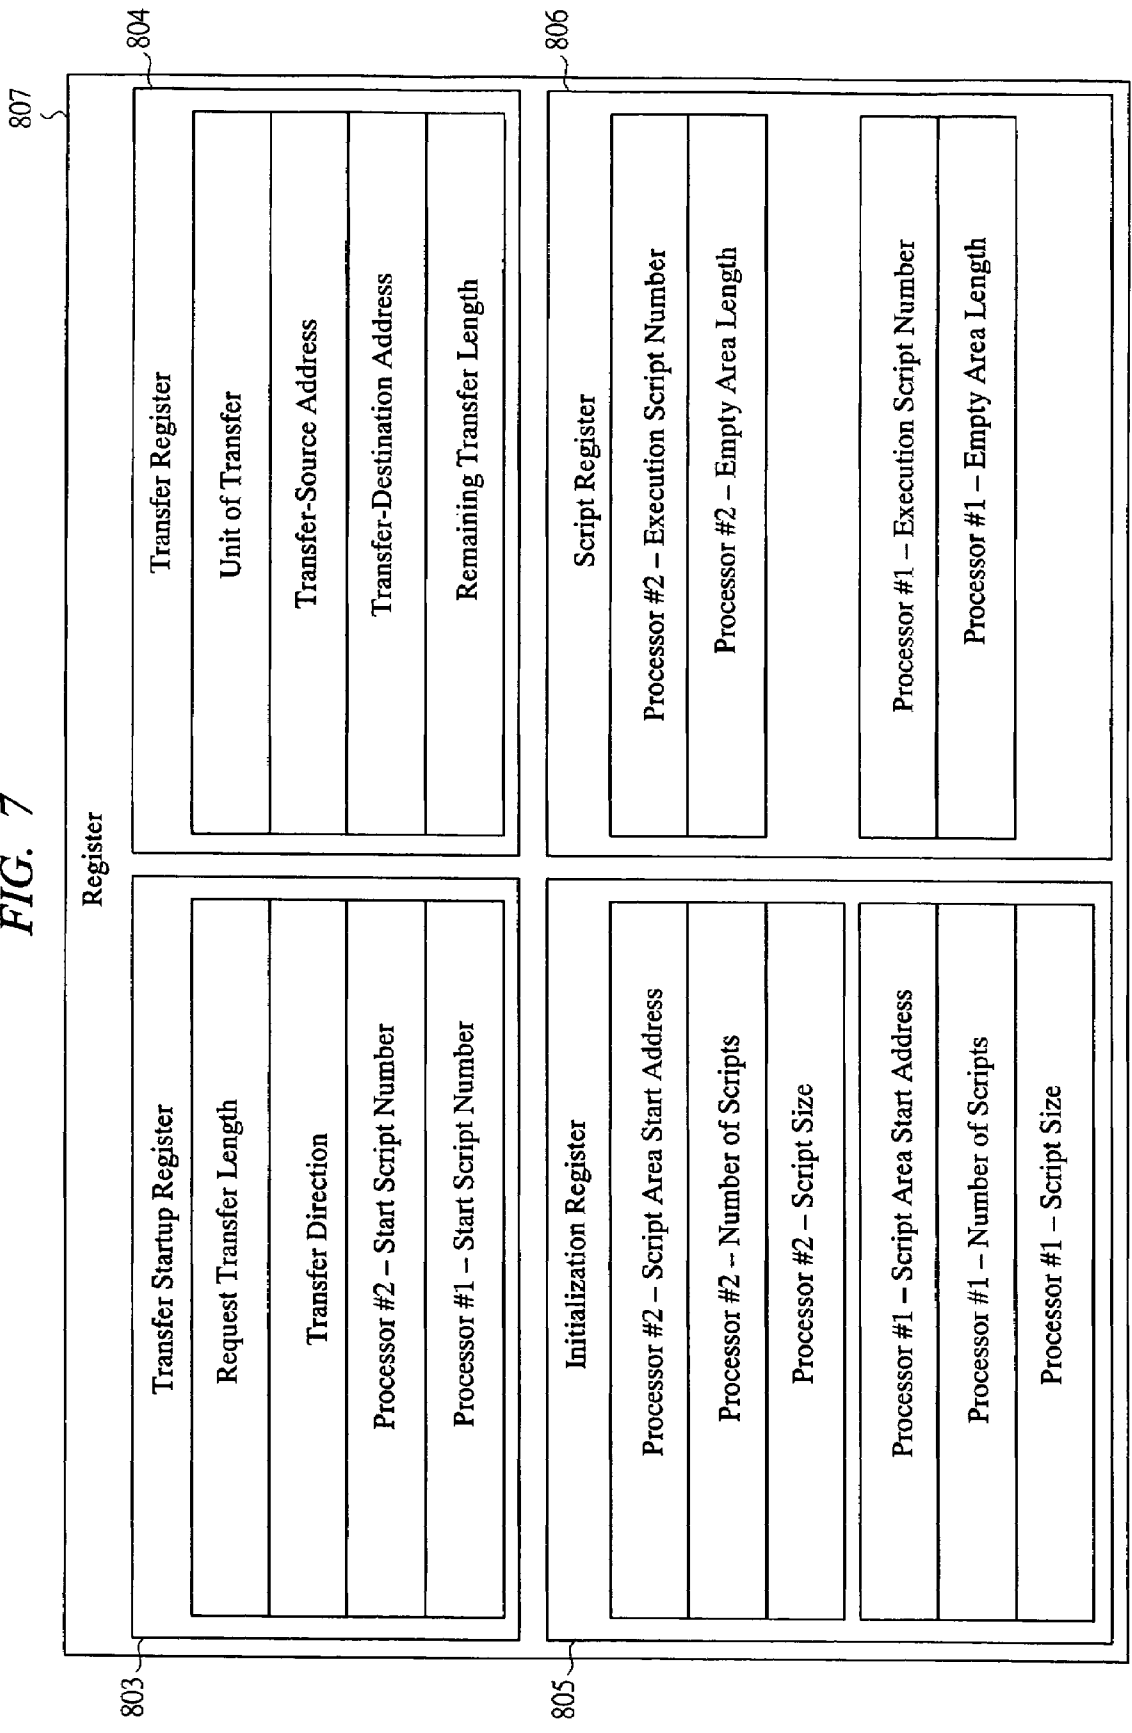 FIG. 7
807
Register
803
Transfer Startup Register
Request Transfer Length
Transfer Direction
Processor #2 – Start Script Number
Processor #1 – Start Script Number
804
Transfer Register
Unit of Transfer
Transfer-Source Address
Transfer-Destination Address
Remaining Transfer Length
805
Initialization Register
Processor #2 – Script Area Start Address
Processor #2 -- Number of Scripts
Processor #2 – Script Size
Processor #1 – Script Area Start Address
Processor #1 – Number of Scripts
Processor #1 – Script Size
806
Script Register
Processor #2 – Execution Script Number
Processor #2 – Empty Area Length
Processor #1 – Execution Script Number
Processor #1 – Empty Area Length